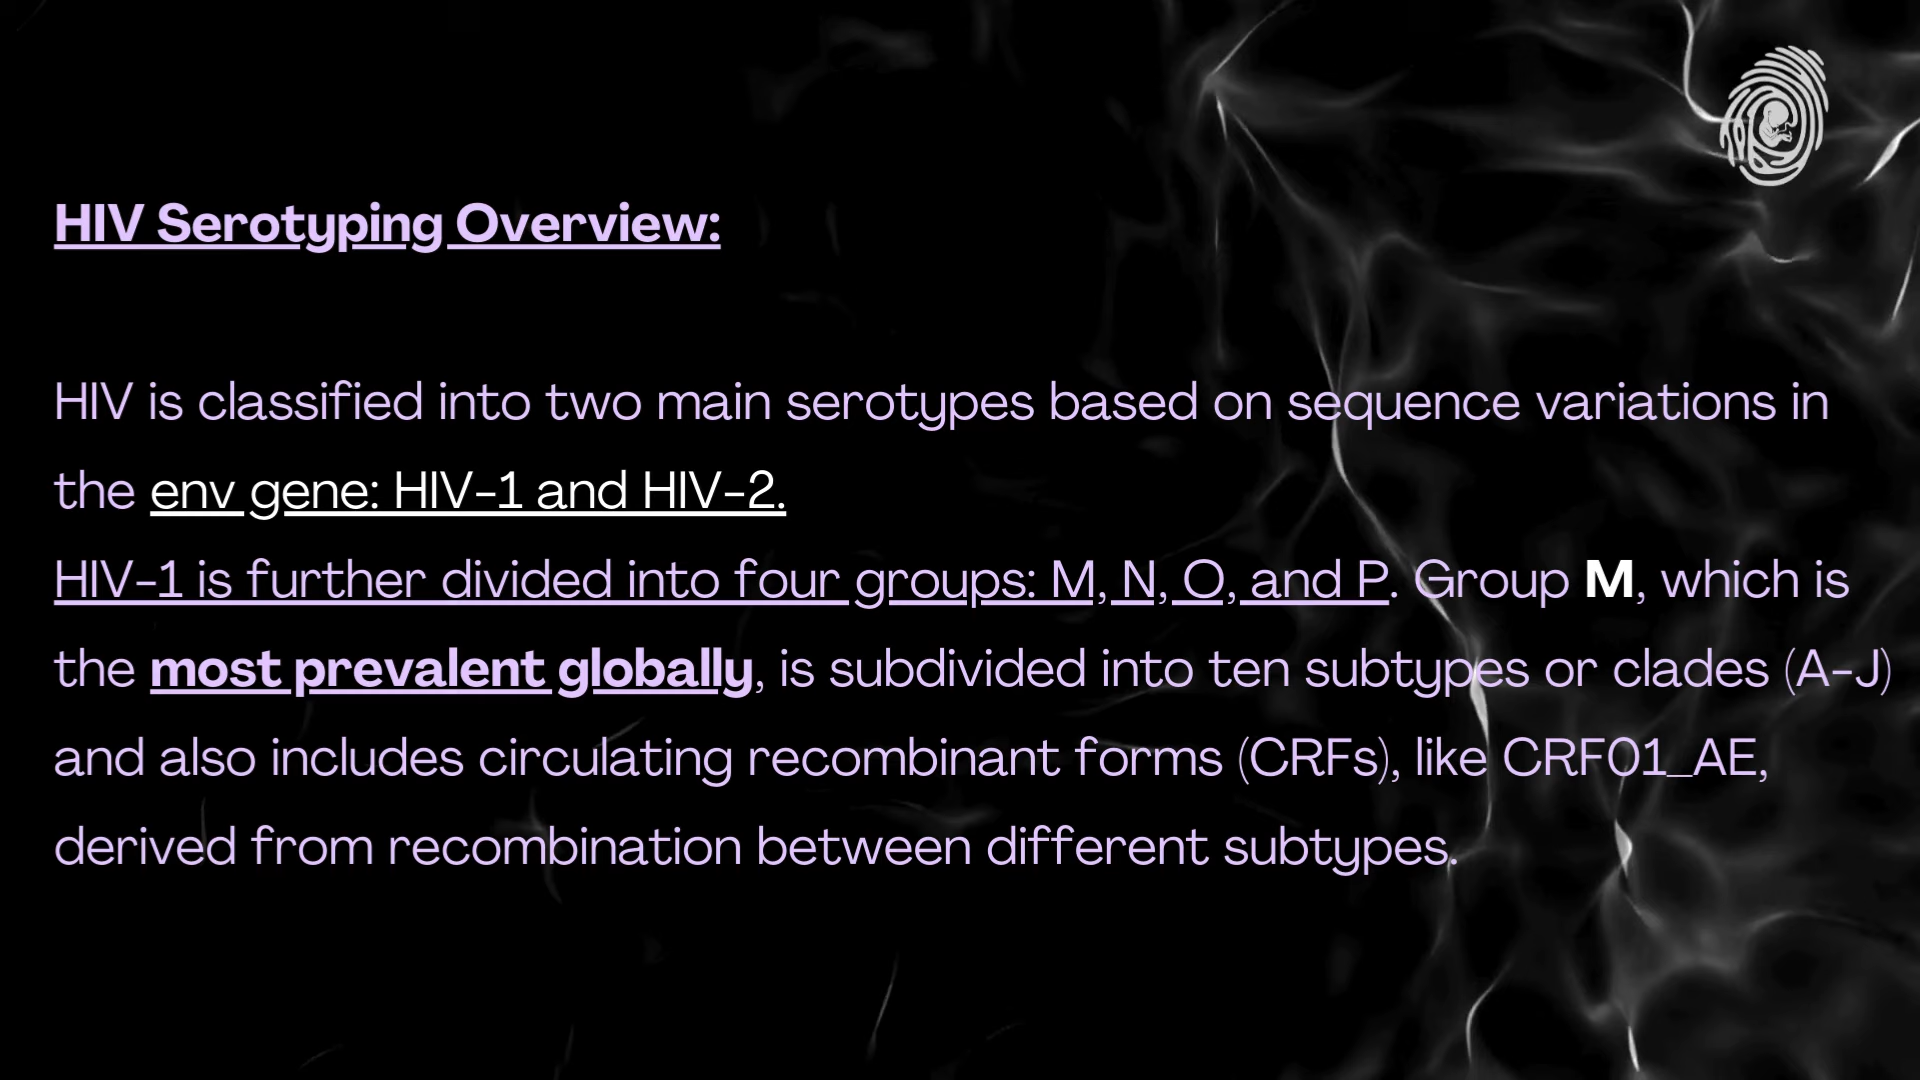 HIV Serotyping Overview:
HIV is classified into two main serotypes based on sequence variations in
the env gene: HIV-1 and HIV-2.
HIV-1 is further divided into four groups: M, N, O, and P. Group M, which is
the most prevalent globally, is subdivided into ten subtypes or clades (A-J)
and also includes circulating recombinant forms (CRFs), like CRF01_AE,
derived from recombination between different subtypes.